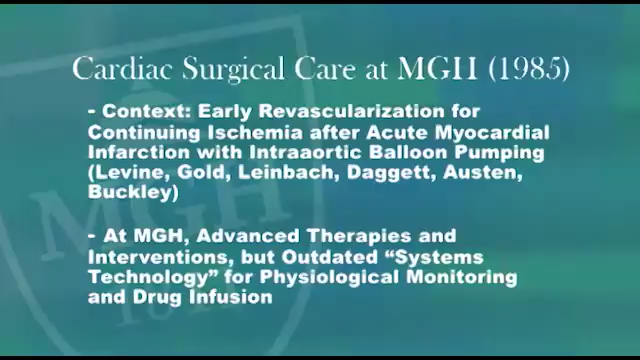 Cardiac Surgical Care at MGH (1985)
- Context: Early Revascularization for
Continuing Ischemia after Acute Myocardial
Infarction with Intraaortic Balloon Pumping
(Levine, Gold, Leinbach, Daggett, Austen,
Buckley)
- At MGH, Advanced Therapies and
Interventions, but Outdated “Systems
Technology” for Physiological Monitoring
and Drug Infusion
MGH